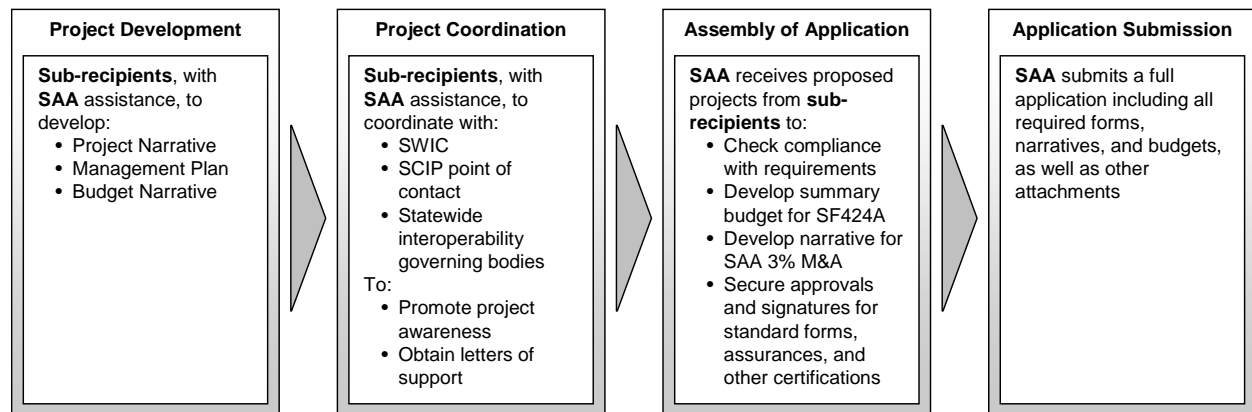 Project Development
Sub-recipients, with
SAA assistance, to
develop:
• Project Narrative
• Management Plan
• Budget Narrative
Project Coordination
Sub-recipients, with
SAA assistance, to
coordinate with:
• SWIC
• SCIP point of
contact
• Statewide
interoperability
governing bodies
To:
• Promote project
awareness
• Obtain letters of
support
Assembly of Application
SAA receives proposed
projects from sub-
recipients to:
• Check compliance
with requirements
• Develop summary
budget for SF424A
• Develop narrative for
SAA 3% M&A
• Secure approvals
and signatures for
standard forms,
assurances, and
other certifications
Application Submission
SAA submits a full
application including all
required forms,
narratives, and budgets,
as well as other
attachments